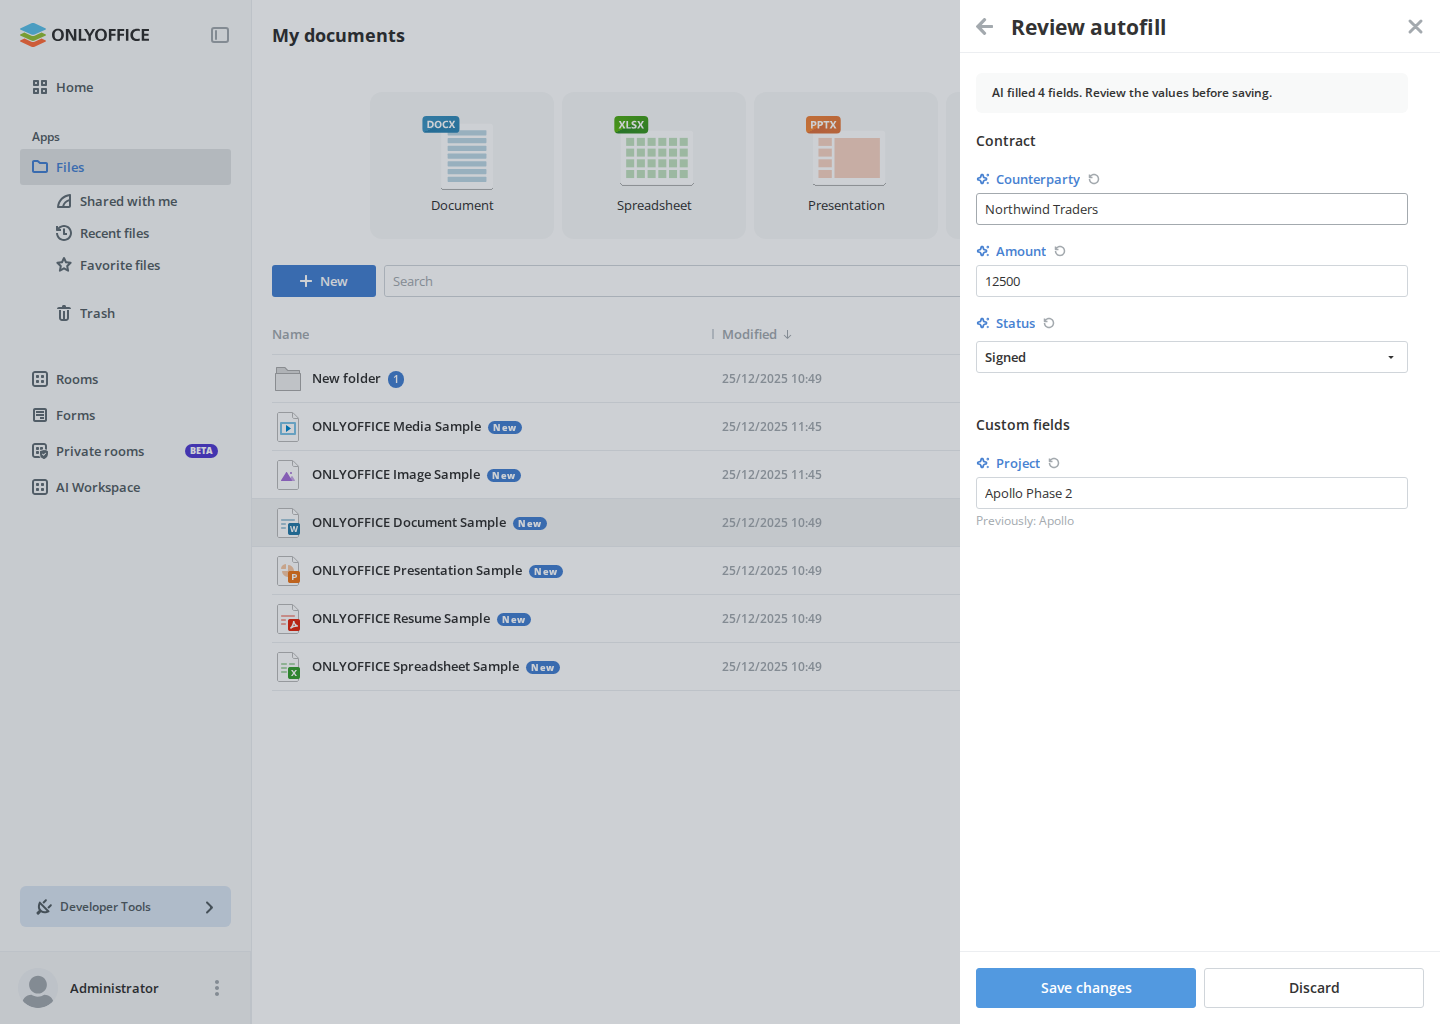 ONLYOFFICE
Home
Apps
Files
Shared with me
Recent files
Favorite files
Trash
Rooms
Forms
Private rooms BETA
AI Workspace
Developer Tools
Administrator
My documents
DOCX
Document
XLSX
Spreadsheet
PPTX
Presentation
New
Search
Name Modified
New folder 1 25/12/2025 10:49
ONLYOFFICE Media Sample New 25/12/2025 11:45
ONLYOFFICE Image Sample New 25/12/2025 11:45
ONLYOFFICE Document Sample New 25/12/2025 10:49
ONLYOFFICE Presentation Sample New 25/12/2025 10:49
ONLYOFFICE Resume Sample New 25/12/2025 10:49
ONLYOFFICE Spreadsheet Sample New 25/12/2025 10:49
Review autofill
AI filled 4 fields. Review the values before saving.
Contract
Counterparty
Northwind Traders
Amount
12500
Status
Signed
Custom fields
Project
Apollo Phase 2
Previously: Apollo
Save changes
Discard